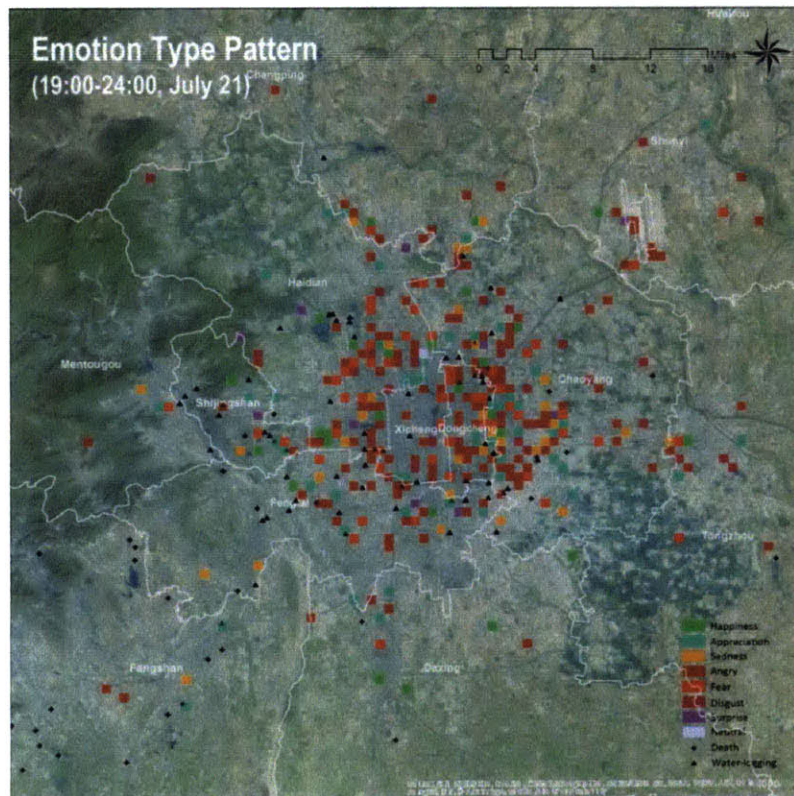 Emotion Type Pattern
(19:00-24:00, July 21)
Changping
Miles
0 2 4 8 12 16
Shunyi
Haidian
Mentougou
Shijingshan
Chaoyang
Xicheng
Dongcheng
Tongzhou
Fangshan
Daxing
Happiness
Appreciation
Sadness
Angry
Fear
Disgust
Surprise
Neutral
Death
Water-logging